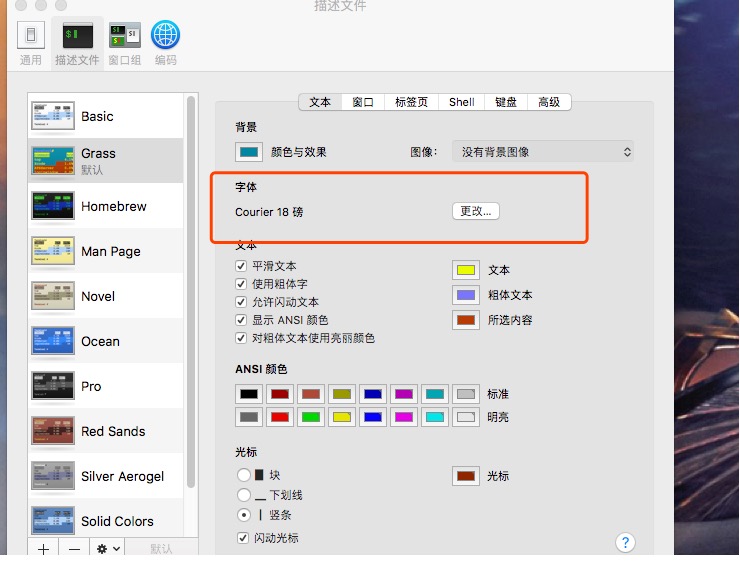 描述文件
通用 描述文件 窗口组 编码
文本 窗口 标签页 Shell 键盘 高级
Basic
Grass
默认
Homebrew
Man Page
Novel
Ocean
Pro
Red Sands
Silver Aerogel
Solid Colors
默认
背景
颜色与效果 图像: 没有背景图像
字体
Courier 18 磅 更改...
文本
平滑文本
使用粗体字
允许闪动文本
显示 ANSI 颜色
对粗体文本使用亮丽颜色
文本
粗体文本
所选内容
ANSI 颜色
标准
明亮
光标
块
下划线
竖条
闪动光标
光标
?